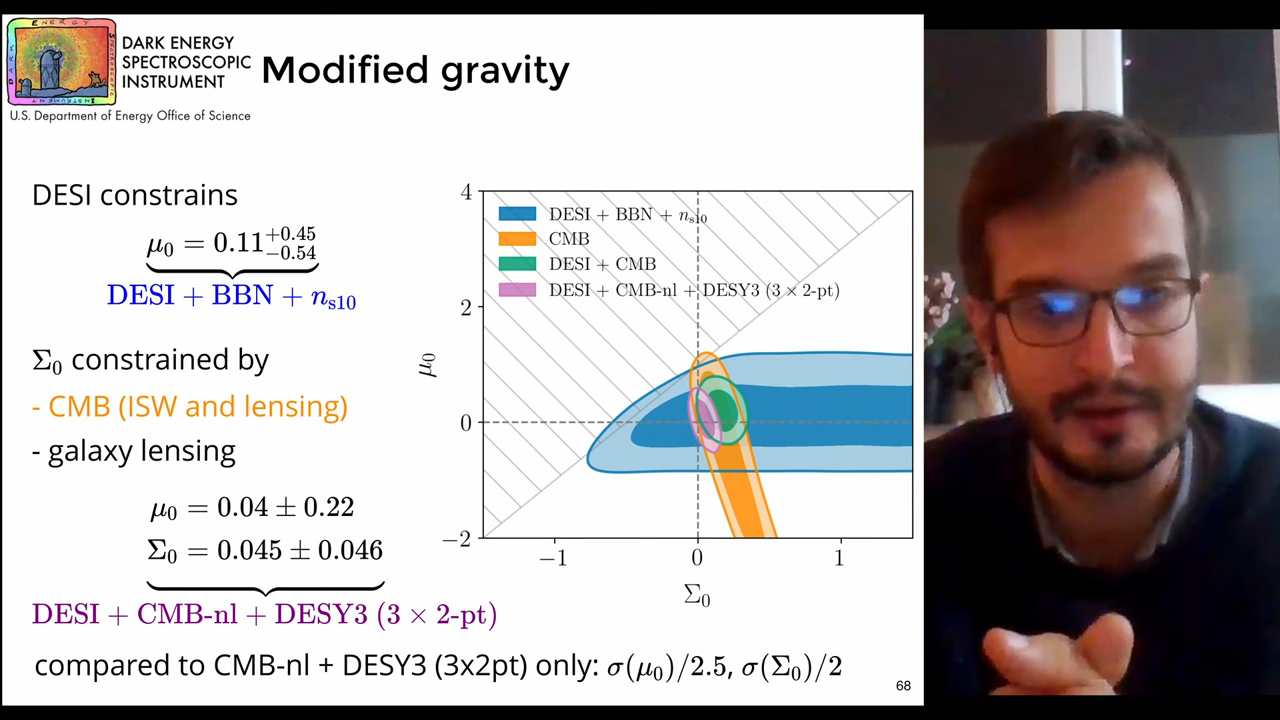 DARK ENERGY
SPECTROSCOPIC
INSTRUMENT
U.S. Department of Energy Office of Science
Modified gravity
DESI constrains
μ₀ = 0.11⁺⁰·⁴⁵₋₀.₅₄
DESI + BBN + nₛ₁₀
Σ₀ constrained by
- CMB (ISW and lensing)
- galaxy lensing
μ₀ = 0.04 ± 0.22
Σ₀ = 0.045 ± 0.046
DESI + CMB-nl + DESY3 (3 × 2-pt)
DESI + BBN + nₛ₁₀
CMB
DESI + CMB
DESI + CMB-nl + DESY3 (3 × 2-pt)
4
2
0
−2
μ₀
−1 0 1
Σ₀
compared to CMB-nl + DESY3 (3x2pt) only: σ(μ₀)/2.5, σ(Σ₀)/2
68